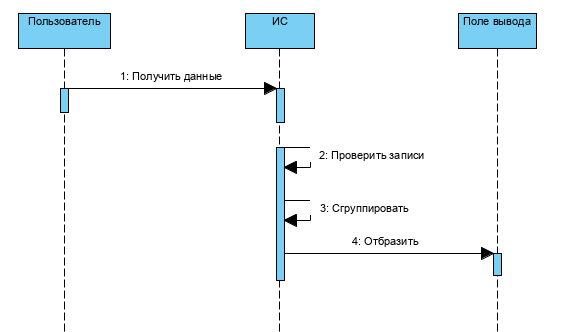 Пользователь
ИС
Поле вывода
1: Получить данные
2: Проверить записи
3: Сгруппировать
4: Отбразить